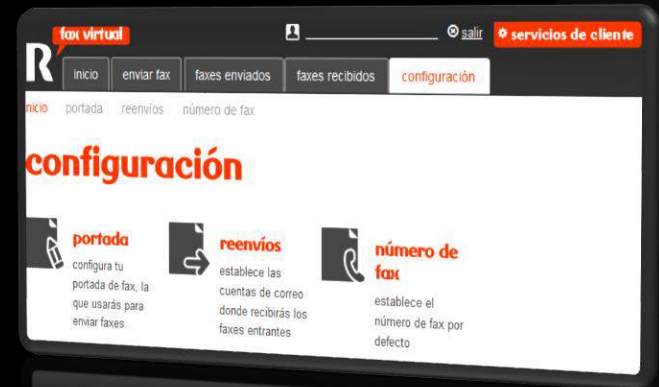 fax virtual
R
salir
servicios de cliente
inicio
enviar fax
faxes enviados
faxes recibidos
configuración
inicio
portada
reenvíos
número de fax
configuración
portada
configura tu
portada de fax, la
que usarás para
enviar faxes.
reenvíos
establece las
cuentas de correo
donde recibirás los
faxes entrantes
número de
fax
establece el
número de fax por
defecto